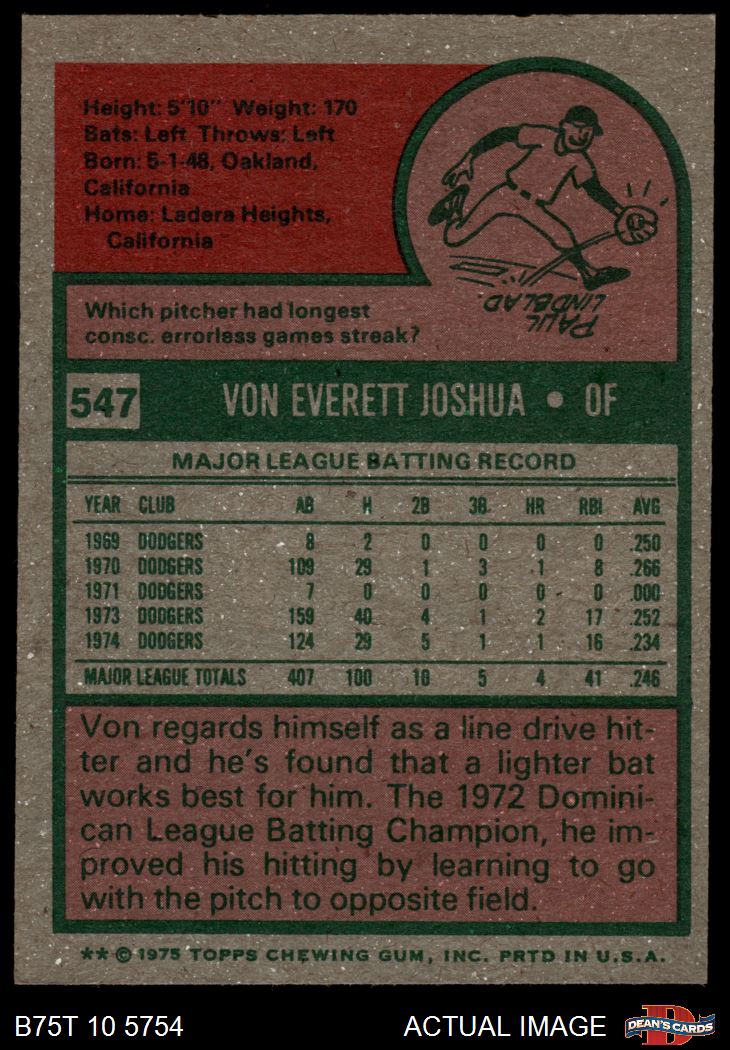 Height: 5'10" Weight: 170
Bats: Left Throws: Left
Born: 5-1-48, Oakland,
California
Home: Ladera Heights,
California
Which pitcher had longest
consc. errorless games streak?
PAUL
LINDBLAD.
547 VON EVERETT JOSHUA • OF
MAJOR LEAGUE BATTING RECORD
YEAR CLUB AB H 2B 3B. HR RBI AVG
1969 DODGERS 8 2 0 0 0 0 .250
1970 DODGERS 109 29 1 3 1 8 .266
1971 DODGERS 7 0 0 0 0 0 .000
1973 DODGERS 159 40 4 1 2 17 .252
1974 DODGERS 124 29 5 1 1 16 .234
MAJOR LEAGUE TOTALS 407 100 10 5 4 41 .246
Von regards himself as a line drive hit-
ter and he's found that a lighter bat
works best for him. The 1972 Domini-
can League Batting Champion, he im-
proved his hitting by learning to go
with the pitch to opposite field.
** © 1975 TOPPS CHEWING GUM, INC. PRTD IN U.S.A.
B75T 10 5754 ACTUAL IMAGE D DEAN'S CARDS